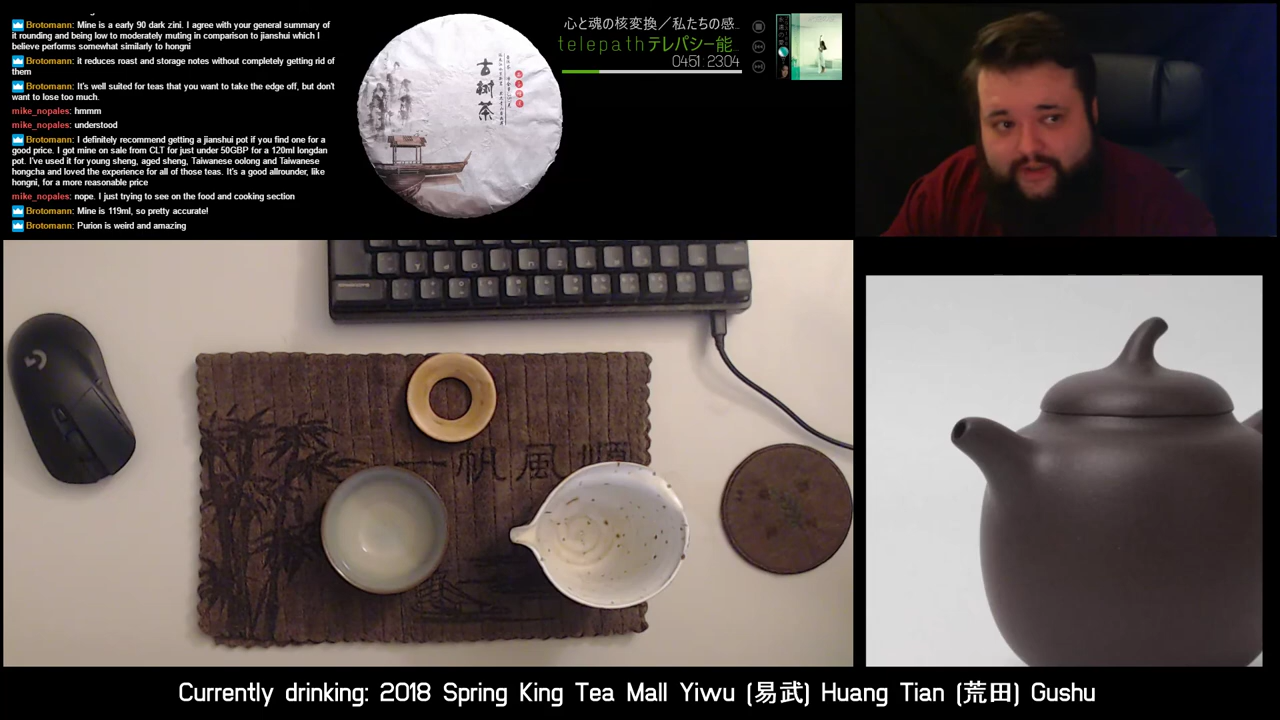 Brotomann: Mine is a early 90 dark zini. I agree with your general summary of
it rounding and being low to moderately muting in comparison to jianshui which I
believe performs somewhat similarly to hongni
Brotomann: it reduces roast and storage notes without completely getting rid of
them
Brotomann: It's well suited for teas that you want to take the edge off, but don't
want to lose too much.
mike_nopales: hmmm
mike_nopales: understood
Brotomann: I definitely recommend getting a jianshui pot if you find one for a
good price. I got mine on sale from CLT for just under 50GBP for a 120ml longdan
pot. I've used it for young sheng, aged sheng, Taiwanese oolong and Taiwanese
hongcha and loved the experience for all of those teas. It's a good allrounder, like
hongni, for a more reasonable price
mike_nopales: nope. I just trying to see on the food and cooking section
Brotomann: Mine is 119ml, so pretty accurate!
Brotomann: Purion is weird and amazing
古树茶
心と魂の核変換／私たちの感...
telepathテレパシー能...
04:51 : 23:04
一帆風順
Currently drinking: 2018 Spring King Tea Mall Yiwu (易武) Huang Tian (荒田) Gushu